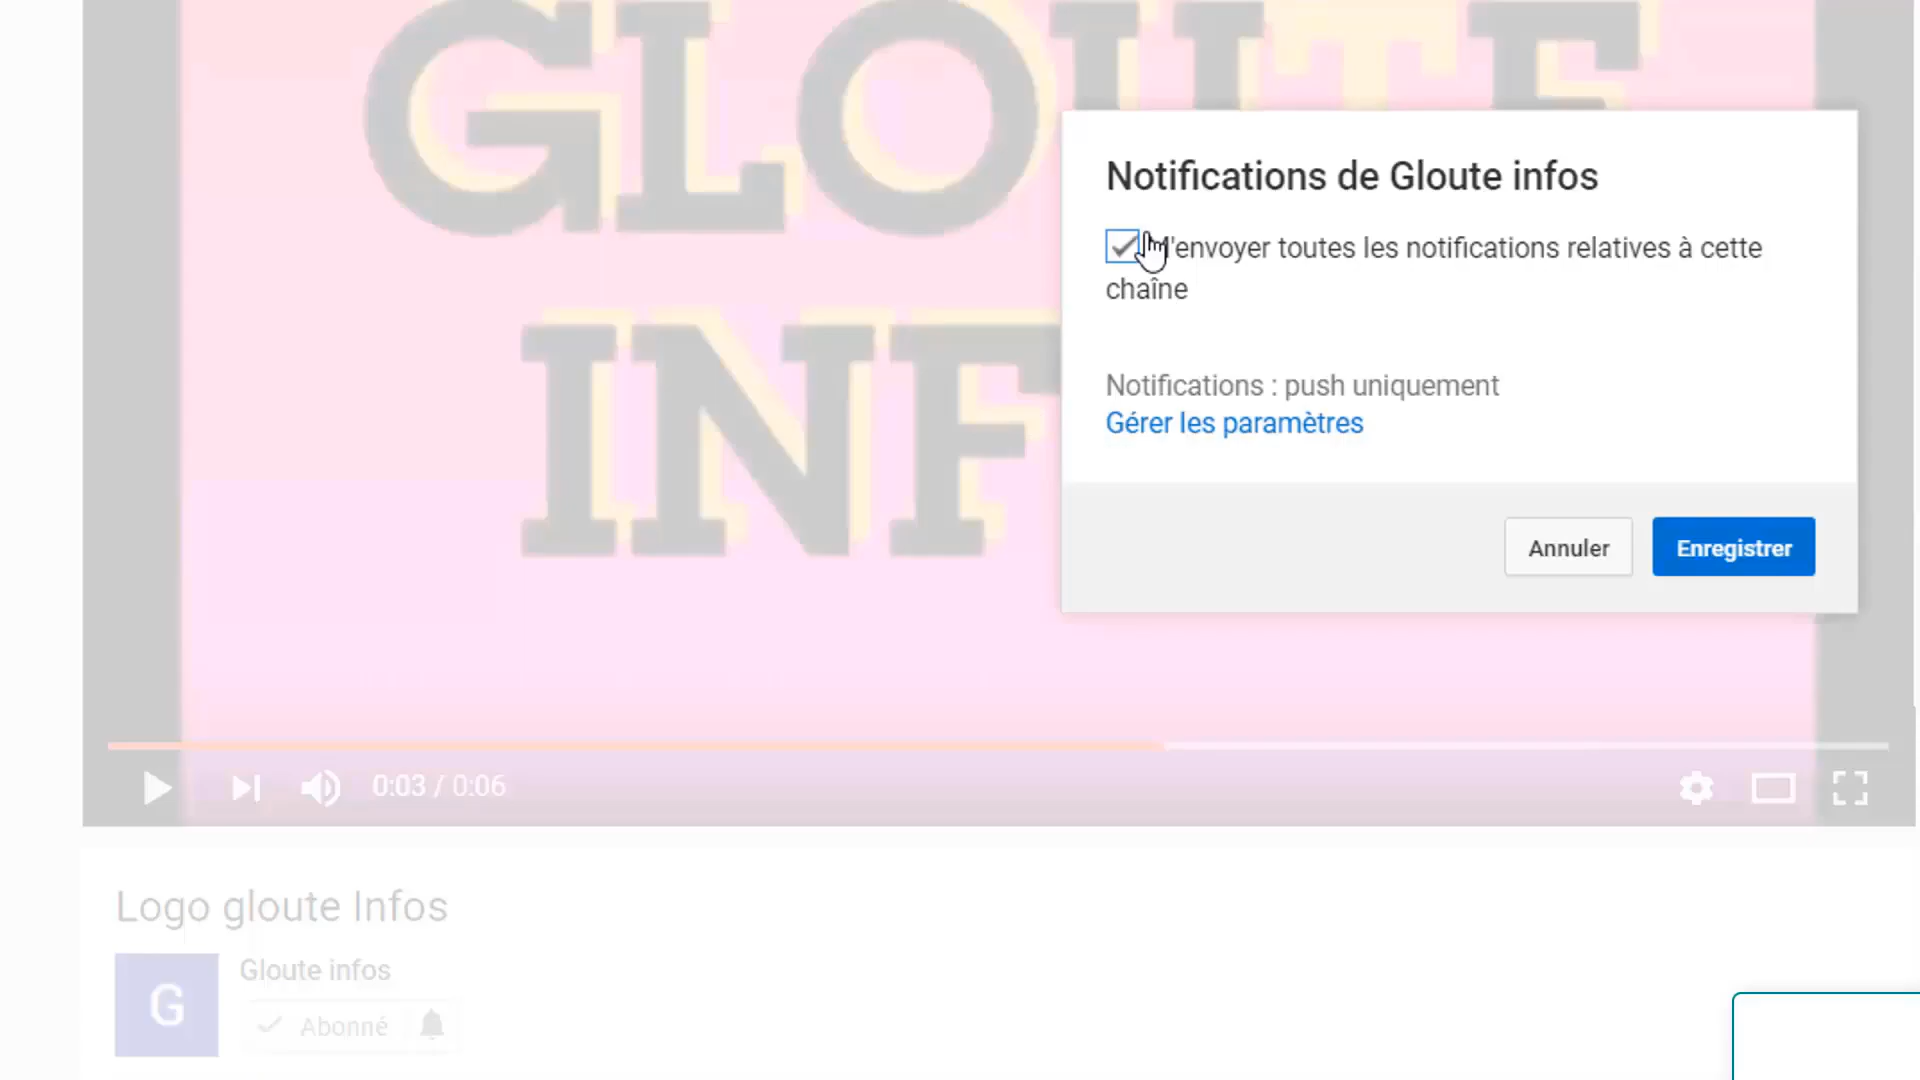 GLOUTE
INF
Notifications de Gloute infos
'envoyer toutes les notifications relatives à cette
chaîne
Notifications : push uniquement
Gérer les paramètres
Annuler
Enregistrer
0:03 / 0:06
Logo gloute Infos
G
Gloute infos
Abonné